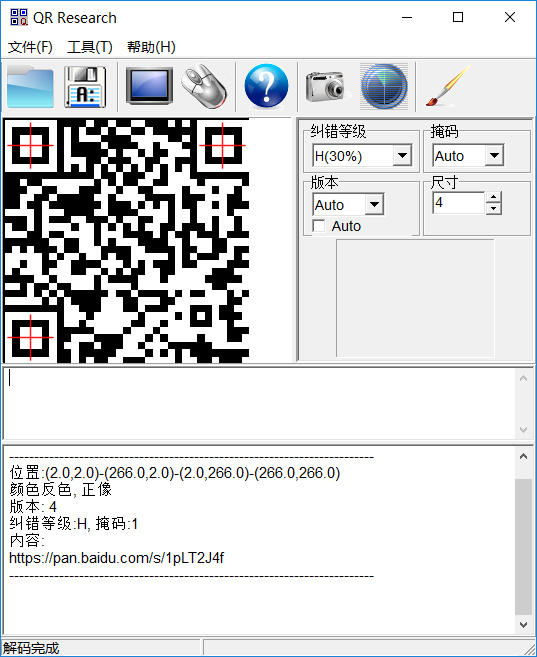 QR Research
文件(F) 工具(T) 帮助(H)
A:
?
纠错等级
掩码
H(30%)
Auto
版本
尺寸
Auto
4
Auto
--------------------------------------------------------------------------
位置:(2.0,2.0)-(266.0,2.0)-(2.0,266.0)-(266.0,266.0)
颜色反色, 正像
版本: 4
纠错等级:H, 掩码:1
内容:
https://pan.baidu.com/s/1pLT2J4f
--------------------------------------------------------------------------
解码完成